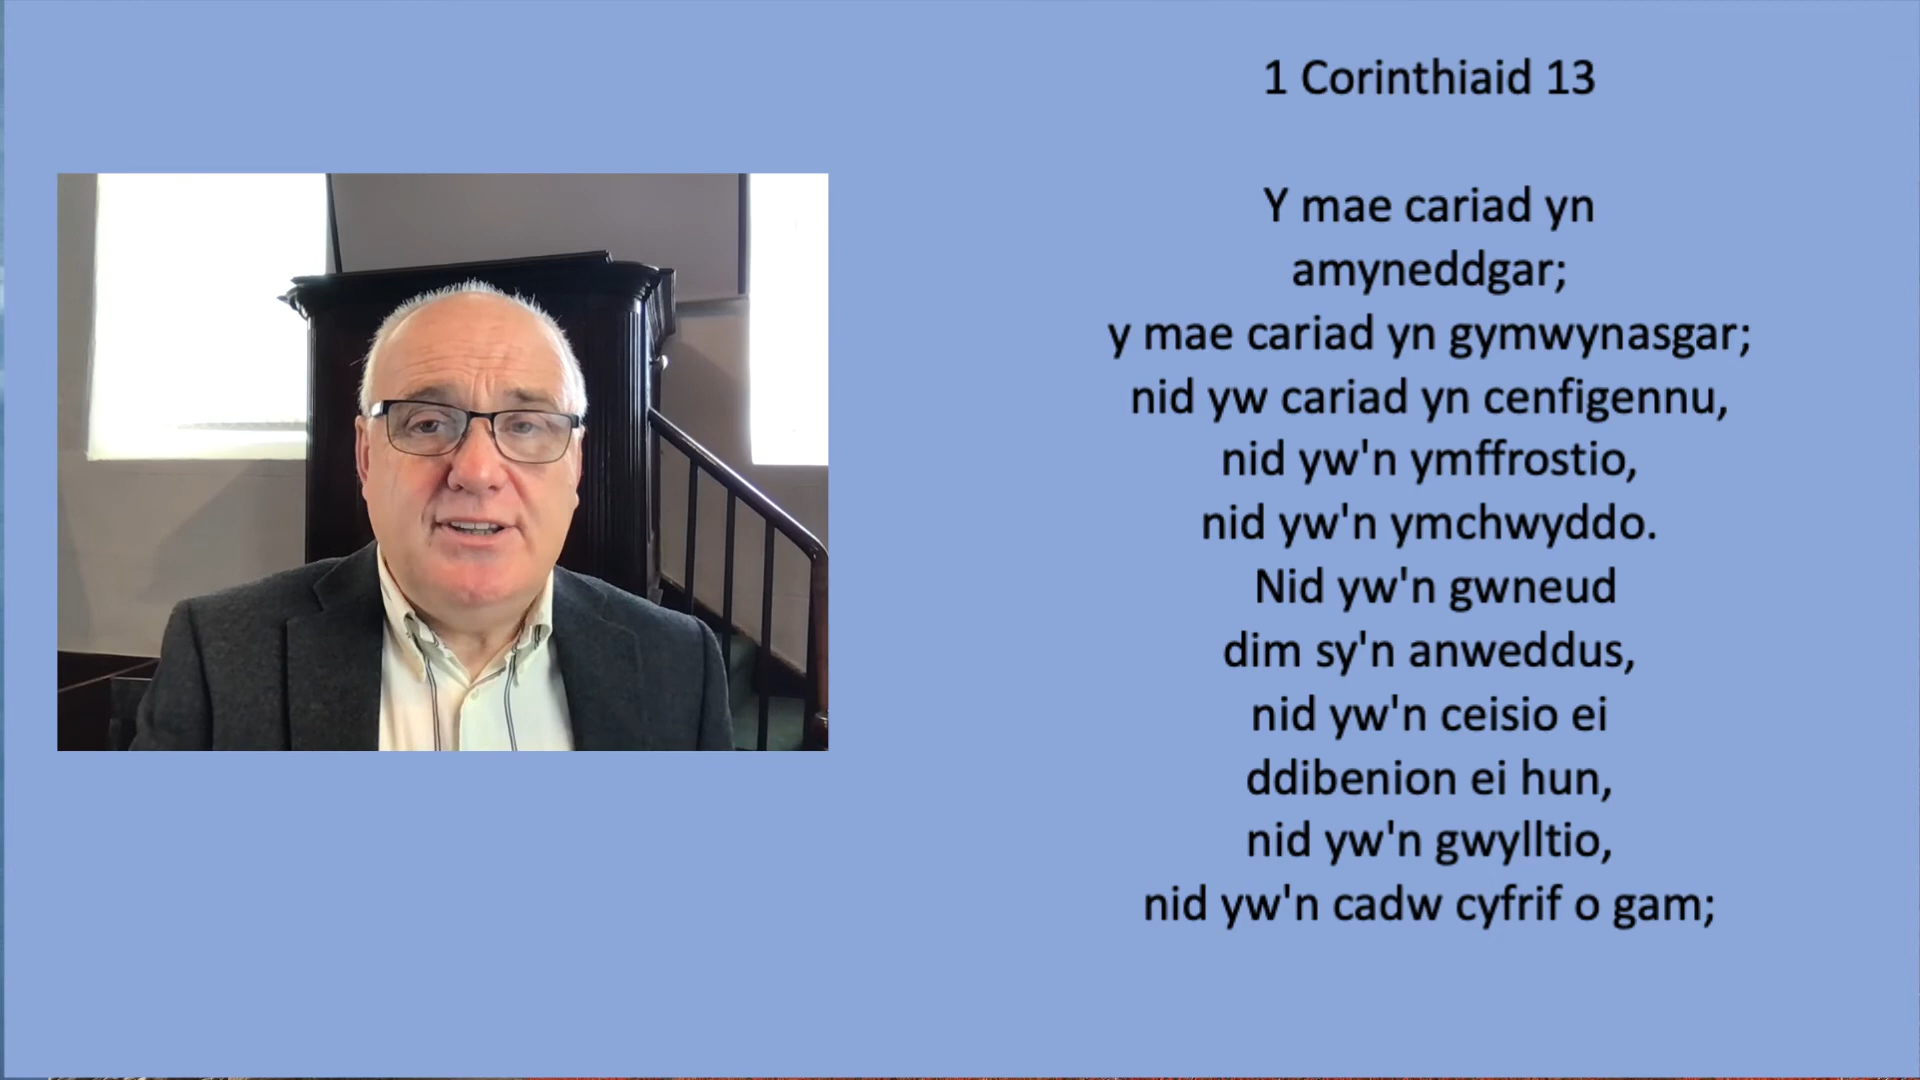 1 Corinthiaid 13
Y mae cariad yn
amyneddgar;
y mae cariad yn gymwynasgar;
nid yw cariad yn cenfigennu,
nid yw'n ymffrostio,
nid yw'n ymchwyddo.
Nid yw'n gwneud
dim sy'n anweddus,
nid yw'n ceisio ei
ddibenion ei hun,
nid yw'n gwylltio,
nid yw'n cadw cyfrif o gam;